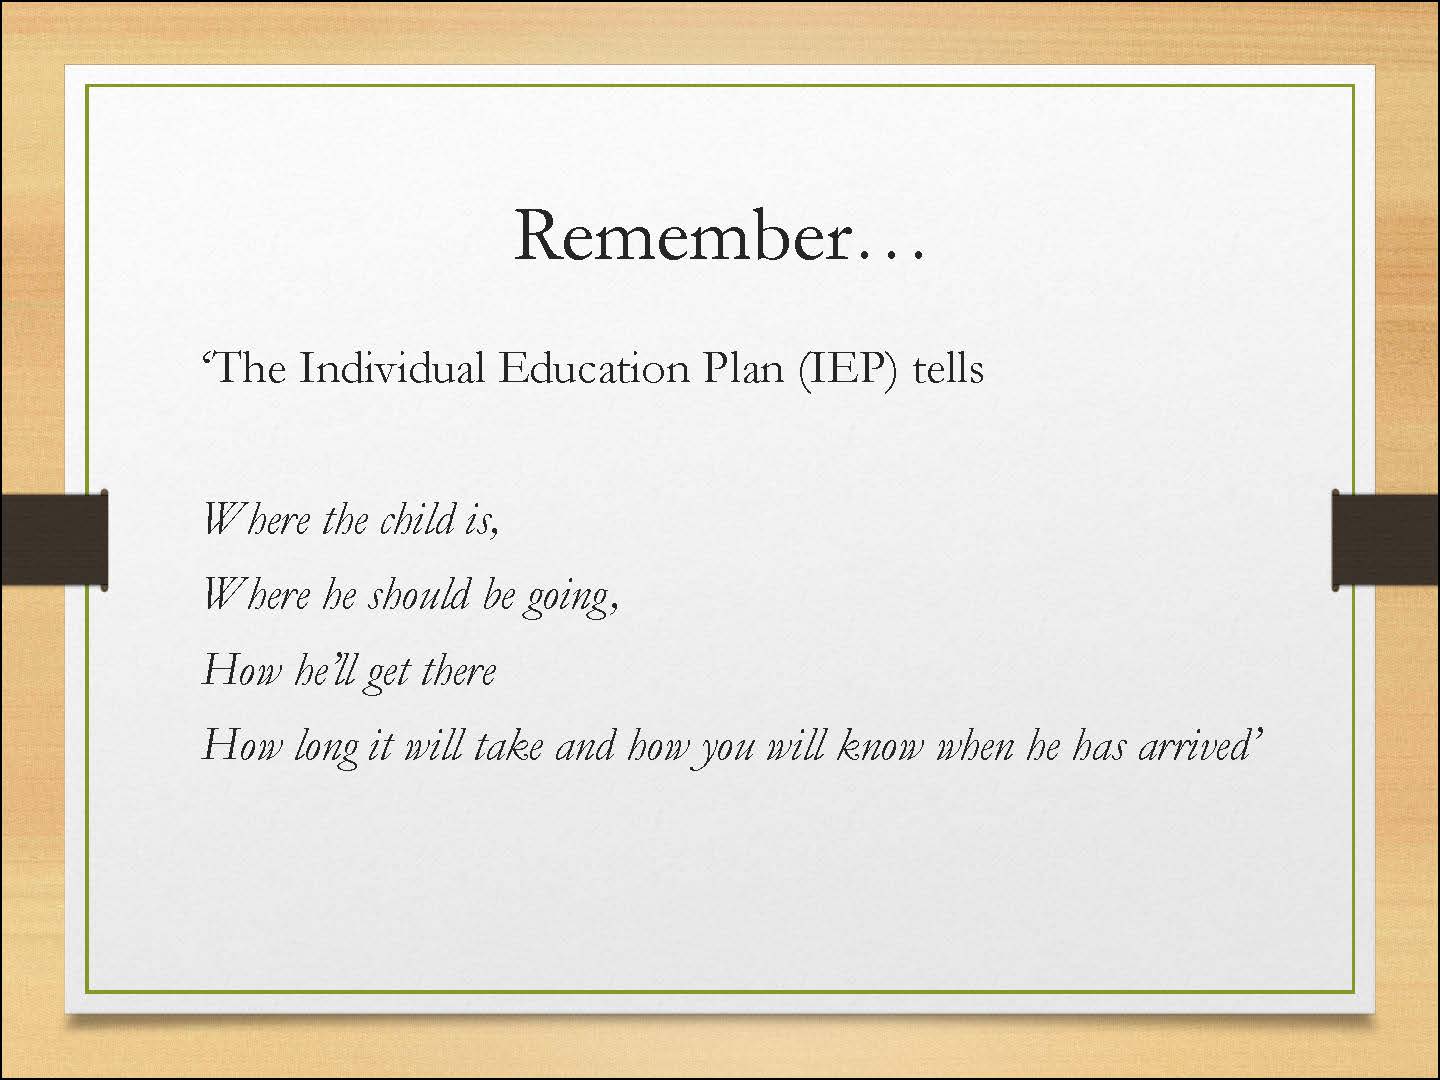 Remember…
‘The Individual Education Plan (IEP) tells
Where the child is,
Where he should be going,
How he’ll get there
How long it will take and how you will know when he has arrived’